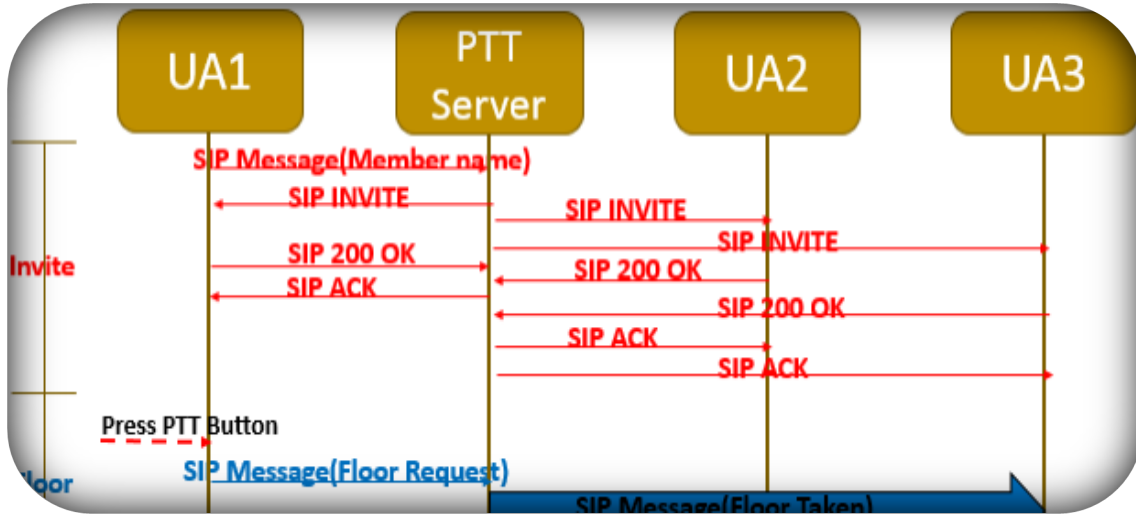 UA1
PTT
Server
UA2
UA3
SIP Message(Member name)
SIP INVITE
SIP INVITE
SIP INVITE
Invite
SIP 200 OK
SIP 200 OK
SIP ACK
SIP 200 OK
SIP ACK
SIP ACK
Press PTT Button
SIP Message(Floor Request)
Floor
SIP Message(Floor Taken)